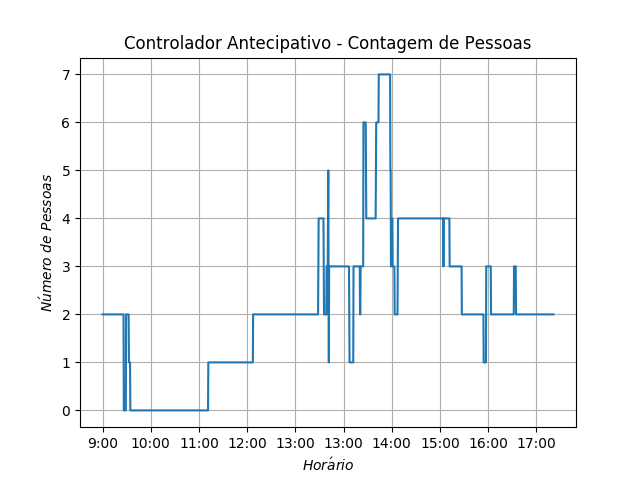 Controlador Antecipativo - Contagem de Pessoas
7
6
5
4
3
2
1
0
Número de Pessoas
9:00 10:00 11:00 12:00 13:00 13:00 14:00 15:00 16:00 17:00
Horário